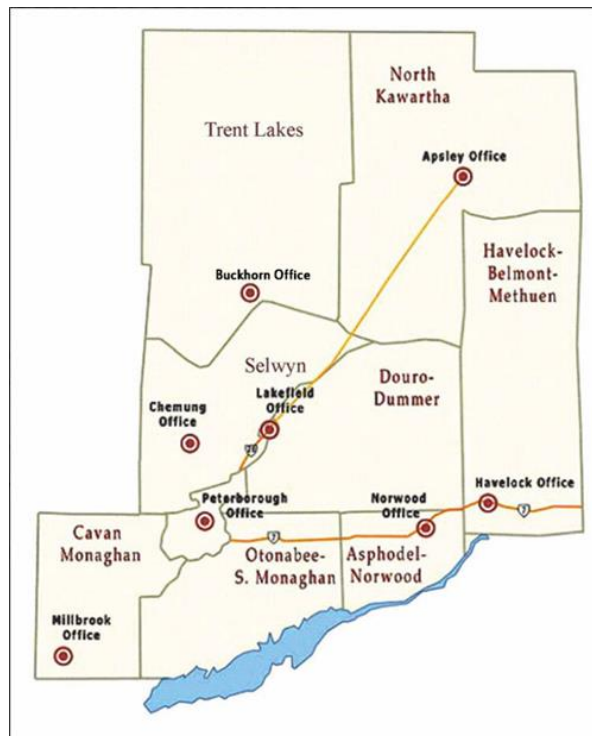 North
Kawartha
Trent Lakes
Apsley Office
Havelock-
Belmont-
Methuen
Buckhorn Office
Selwyn
Douro-
Dummer
Lakefield
Office
Chemung
Office
28
Havelock Office
Peterborough
Office
Norwood
Office
7
7
Cavan
Monaghan
Otonabee-
S. Monaghan
Asphodel-
Norwood
Millbrook
Office